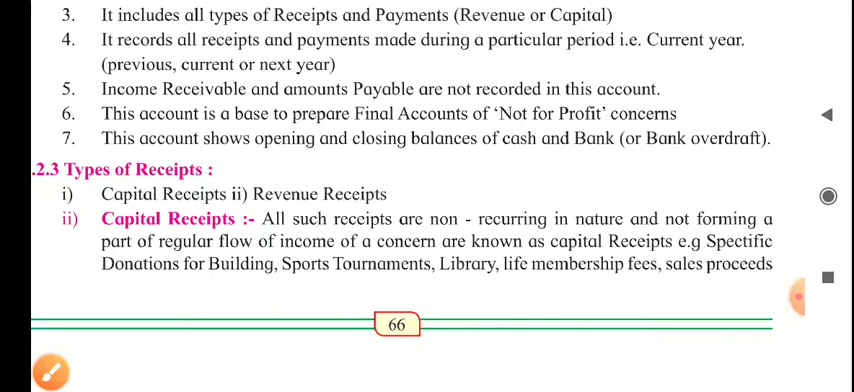 3. It includes all types of Receipts and Payments (Revenue or Capital)
4. It records all receipts and payments made during a particular period i.e. Current year.
(previous, current or next year)
5. Income Receivable and amounts Payable are not recorded in this account.
6. This account is a base to prepare Final Accounts of ‘Not for Profit’ concerns
7. This account shows opening and closing balances of cash and Bank (or Bank overdraft).
.2.3 Types of Receipts :
i) Capital Receipts ii) Revenue Receipts
ii) Capital Receipts :- All such receipts are non - recurring in nature and not forming a
part of regular flow of income of a concern are known as capital Receipts e.g Spectific
Donations for Building, Sports Tournaments, Library, life membership fees, sales proceeds
66